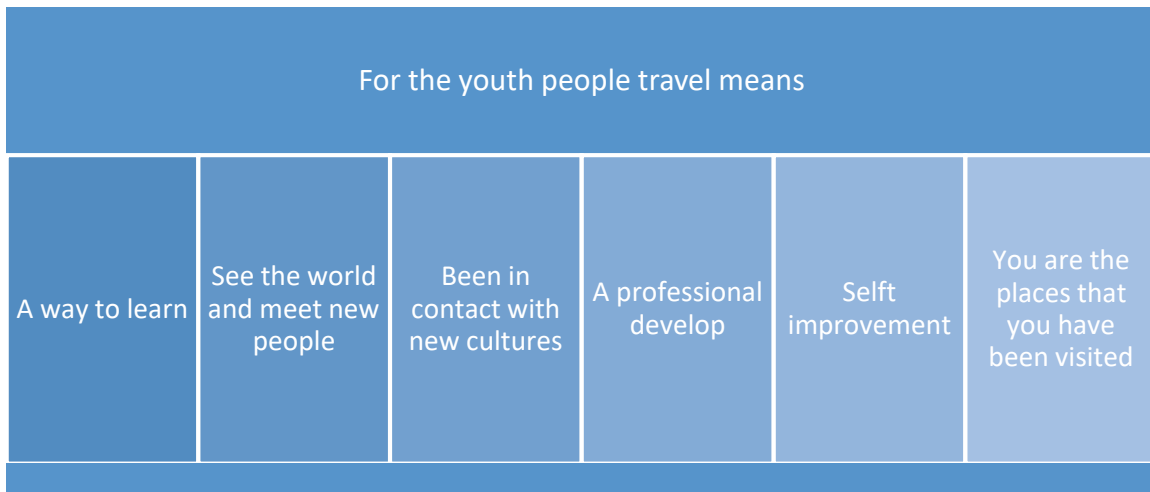 For the youth people travel means
A way to learn
See the world
and meet new
people
Been in
contact with
new cultures
A professional
develop
Selft
improvement
You are the
places that
you have
been visited